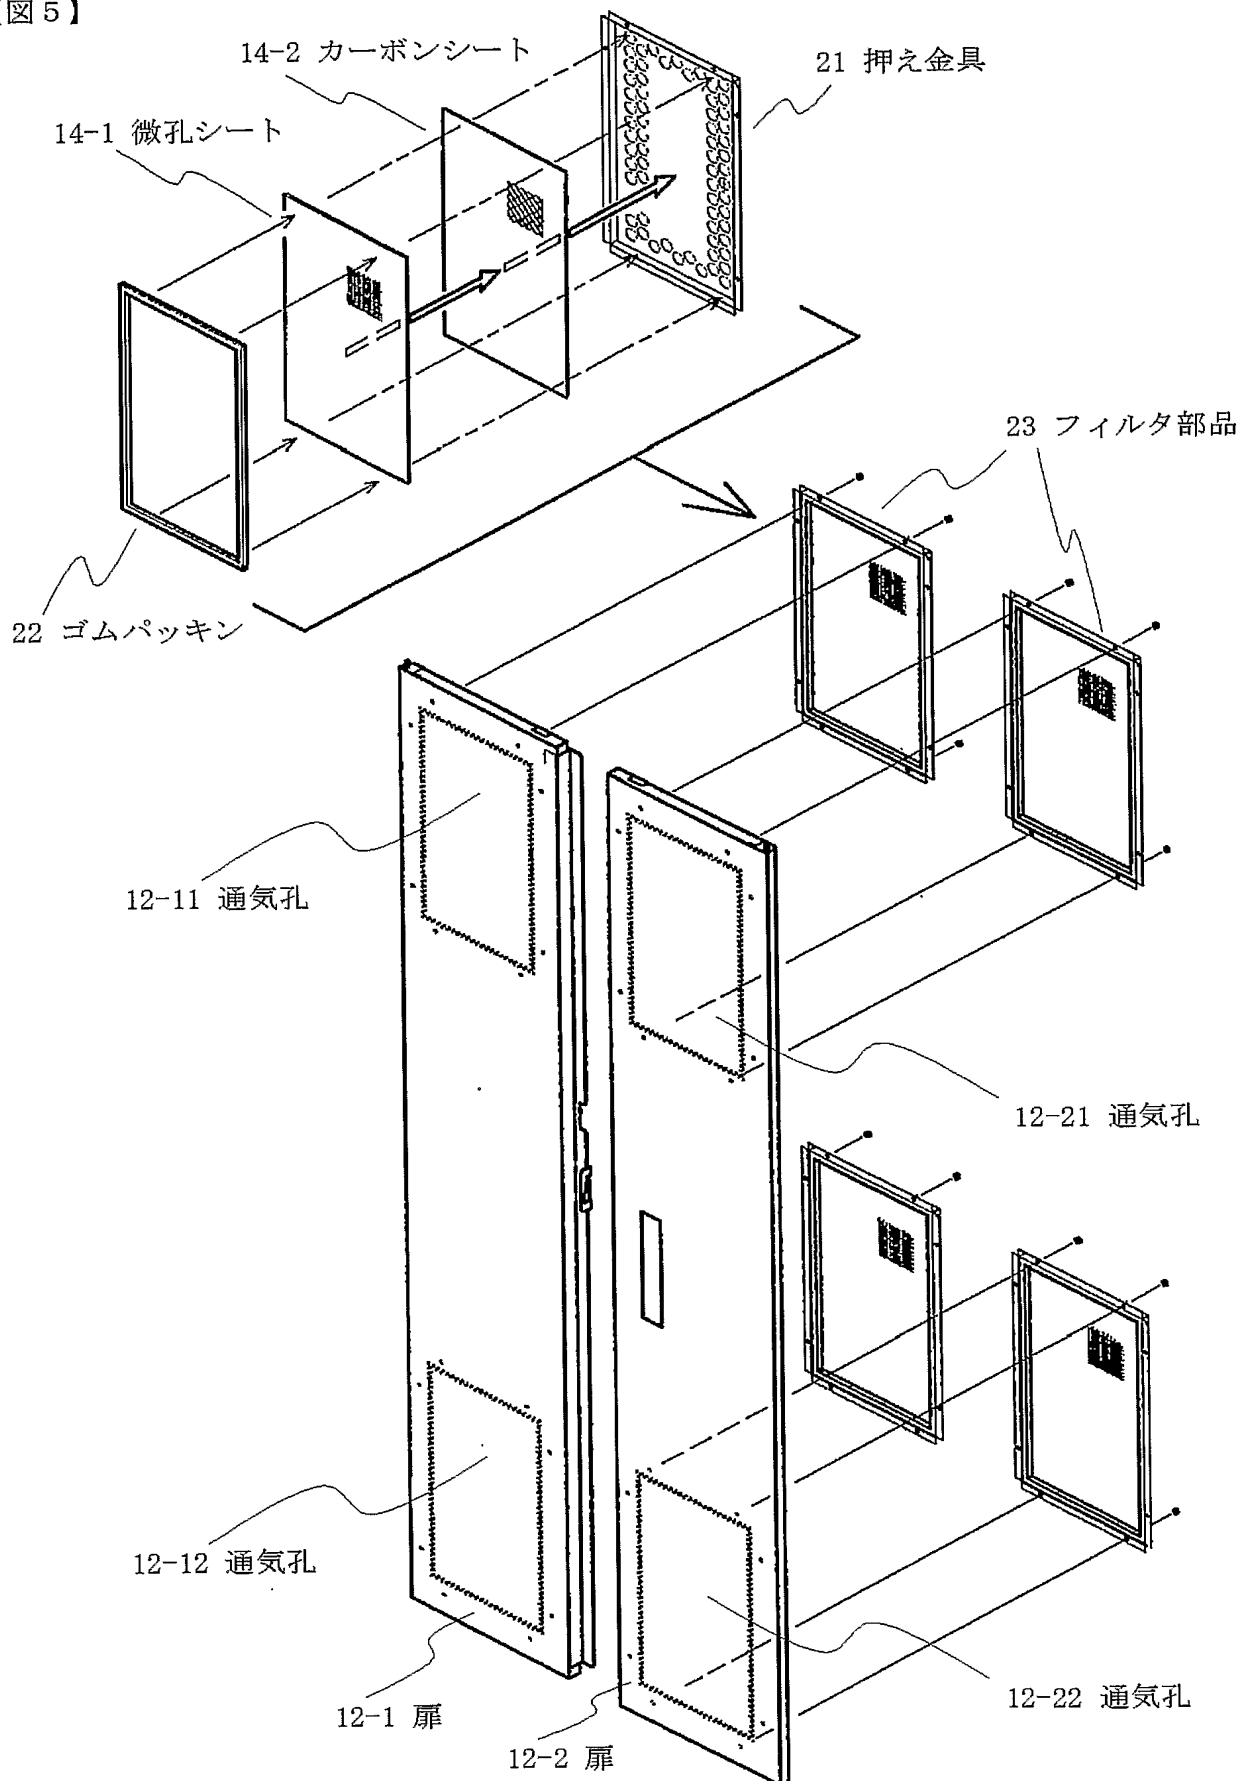 【図５】
14-2 カーボンシート
21 押え金具
14-1 微孔シート
23 フィルタ部品
22 ゴムパッキン
12-11 通気孔
12-21 通気孔
12-12 通気孔
12-22 通気孔
12-1 扉
12-2 扉